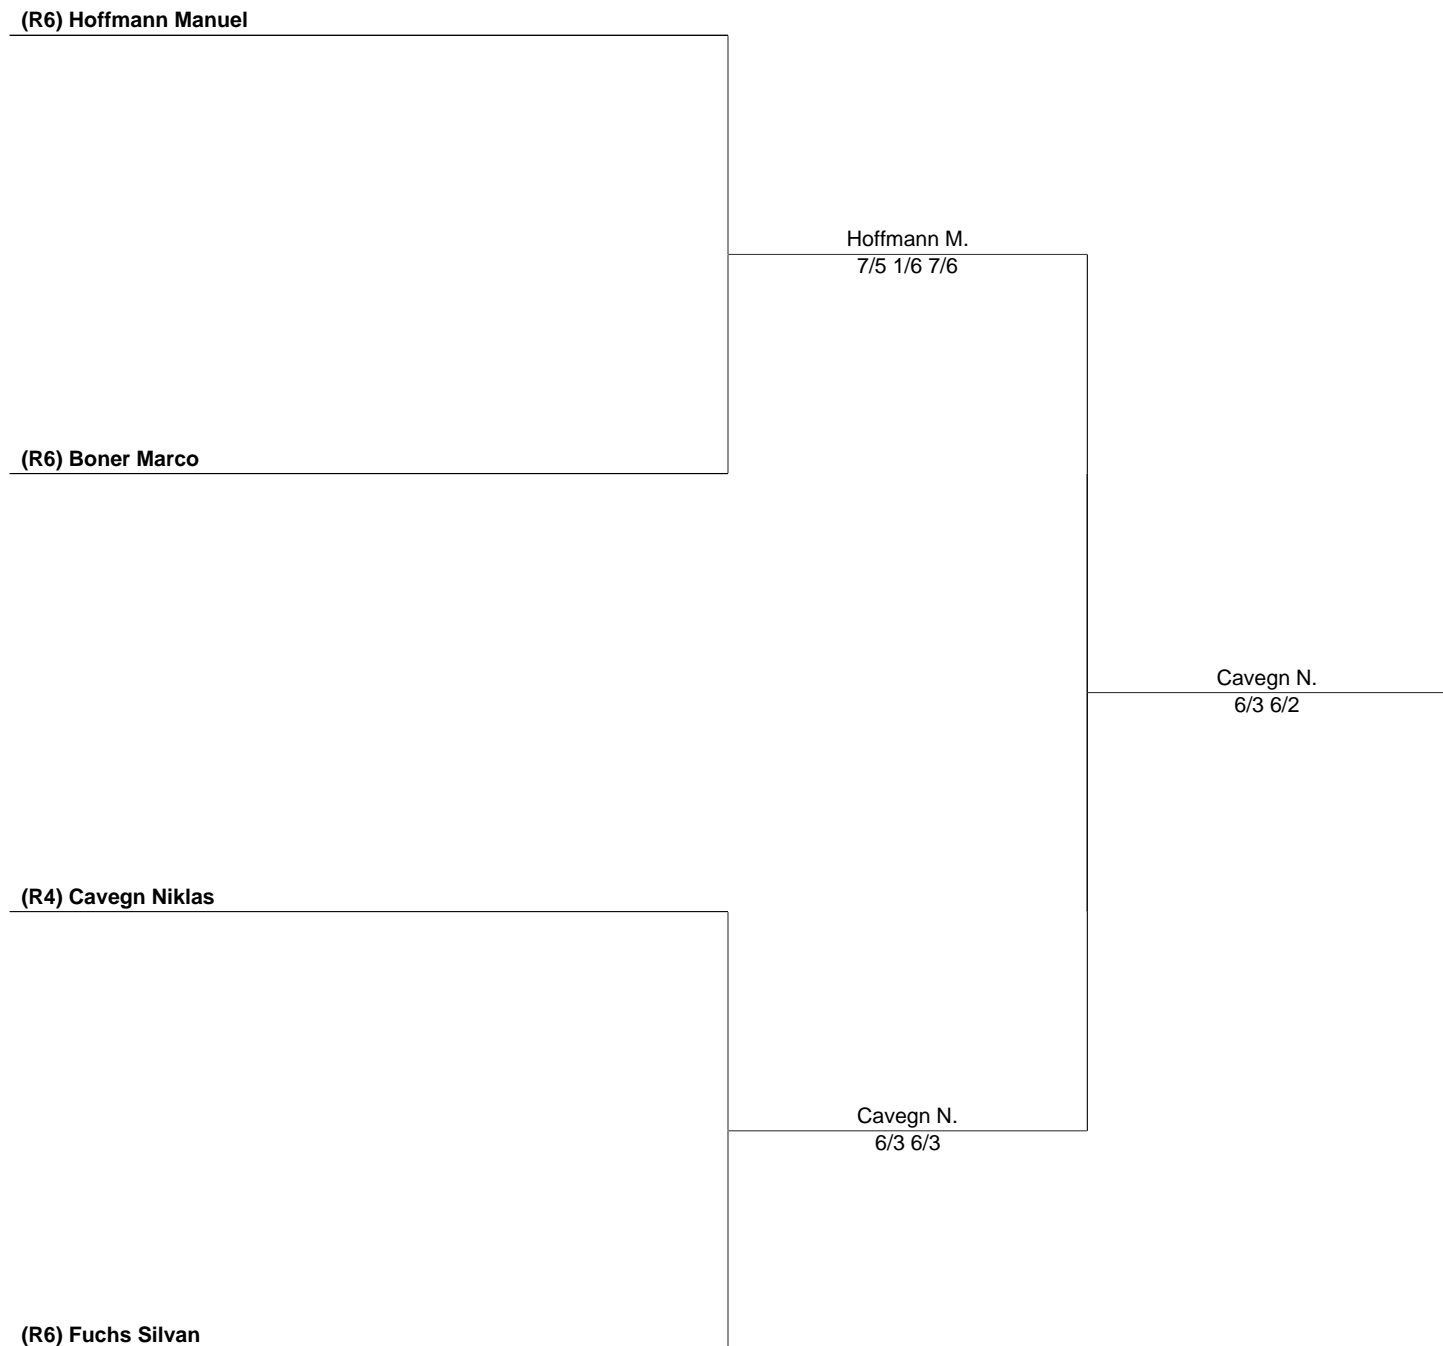 (R6) Hoffmann Manuel
Hoffmann M.
7/5 1/6 7/6
(R6) Boner Marco
Cavegn N.
6/3 6/2
(R4) Cavegn Niklas
Cavegn N.
6/3 6/3
(R6) Fuchs Silvan